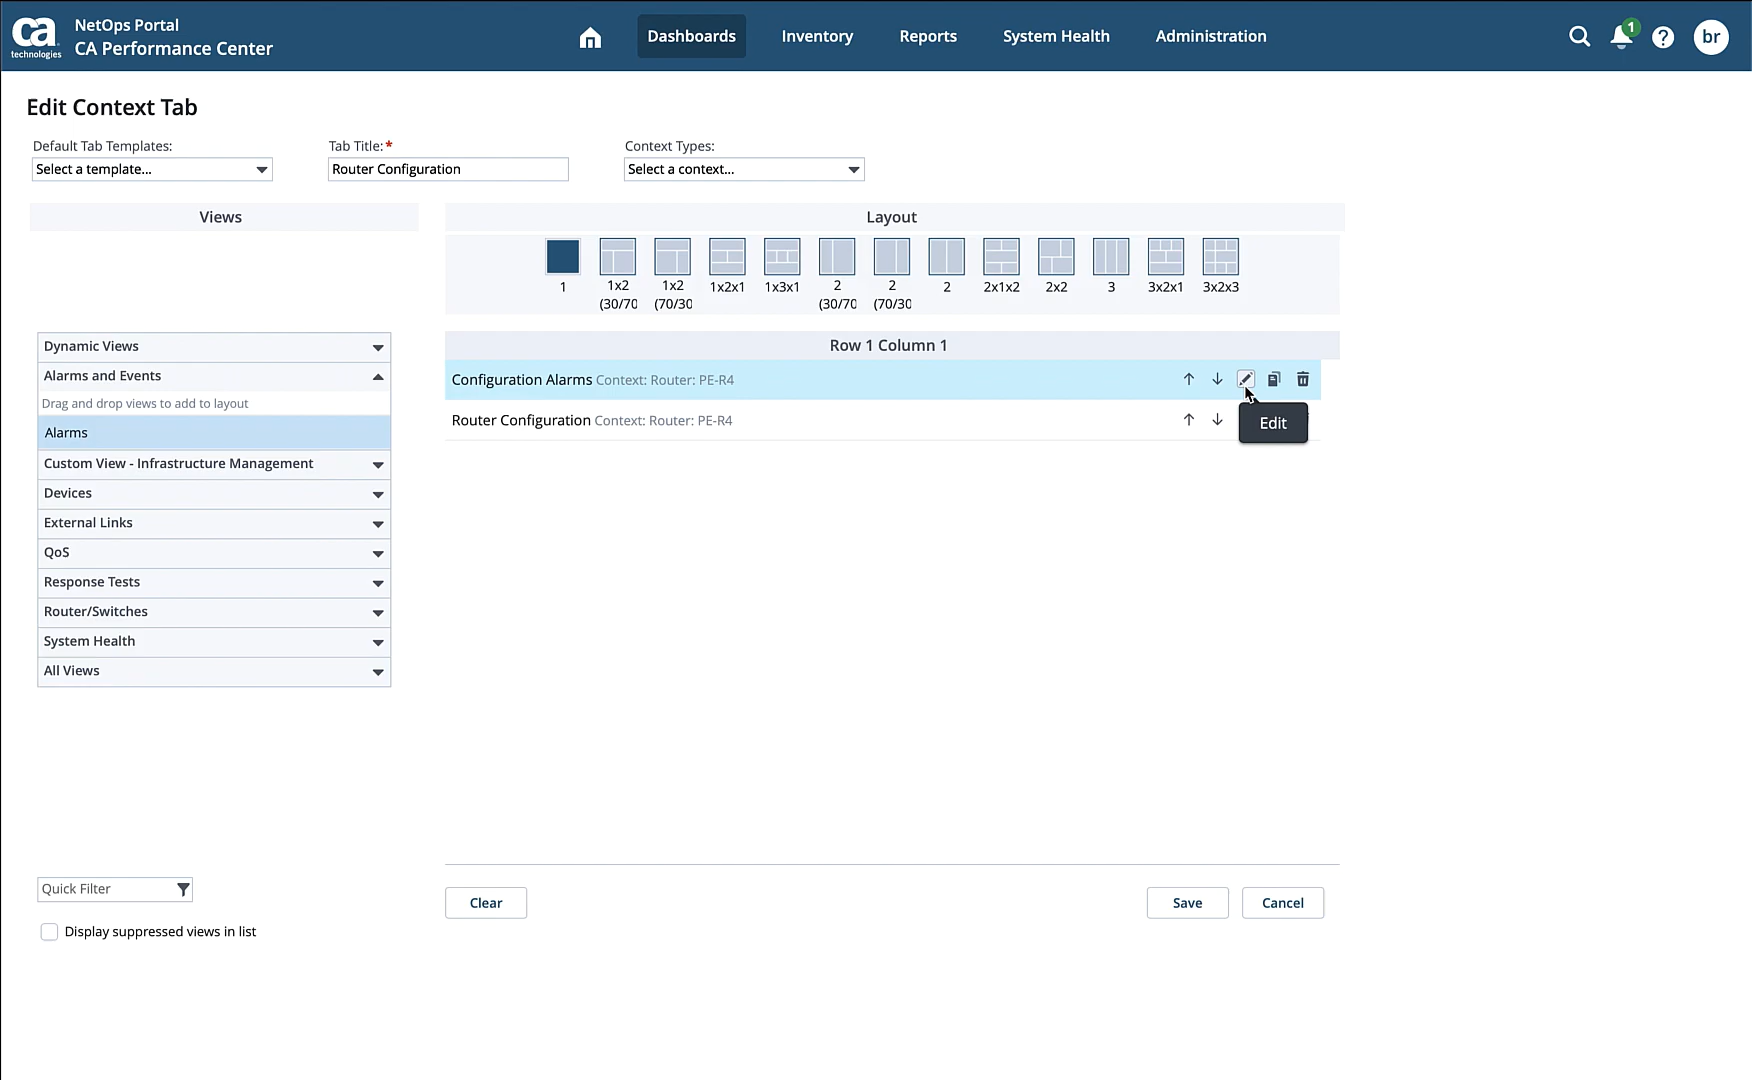 ca
technologies
NetOps Portal
CA Performance Center
Dashboards
Inventory
Reports
System Health
Administration
1
?
br
Edit Context Tab
Default Tab Templates:
Select a template...
Tab Title:*
Router Configuration
Context Types:
Select a context...
Views
Layout
1
1x2
(30/70
1x2
(70/30
1x2x1
1x3x1
2
(30/70
2
(70/30
2
2x1x2
2x2
3
3x2x1
3x2x3
Dynamic Views
Alarms and Events
Drag and drop views to add to layout
Alarms
Custom View - Infrastructure Management
Devices
External Links
QoS
Response Tests
Router/Switches
System Health
All Views
Row 1 Column 1
Configuration Alarms Context: Router: PE-R4
Router Configuration Context: Router: PE-R4
Edit
Quick Filter
Display suppressed views in list
Clear
Save
Cancel